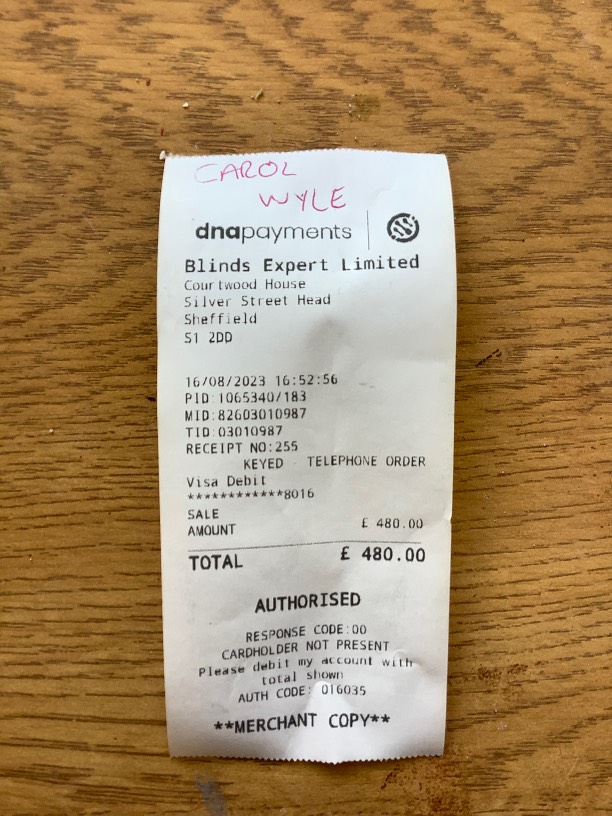 CAROL
WYLE
dnapayments
Blinds Expert Limited
Courtwood House
Silver Street Head
Sheffield
S1 2DD
16/08/2023 16:52:56
PID:1065340/183
MID:82603010987
TID:03010987
RECEIPT NO:255
KEYED - TELEPHONE ORDER
Visa Debit
************8016
SALE
AMOUNT £ 480.00
TOTAL £ 480.00
AUTHORISED
RESPONSE CODE:00
CARDHOLDER NOT PRESENT
Please debit my account with
total shown
AUTH CODE: 016035
**MERCHANT COPY**